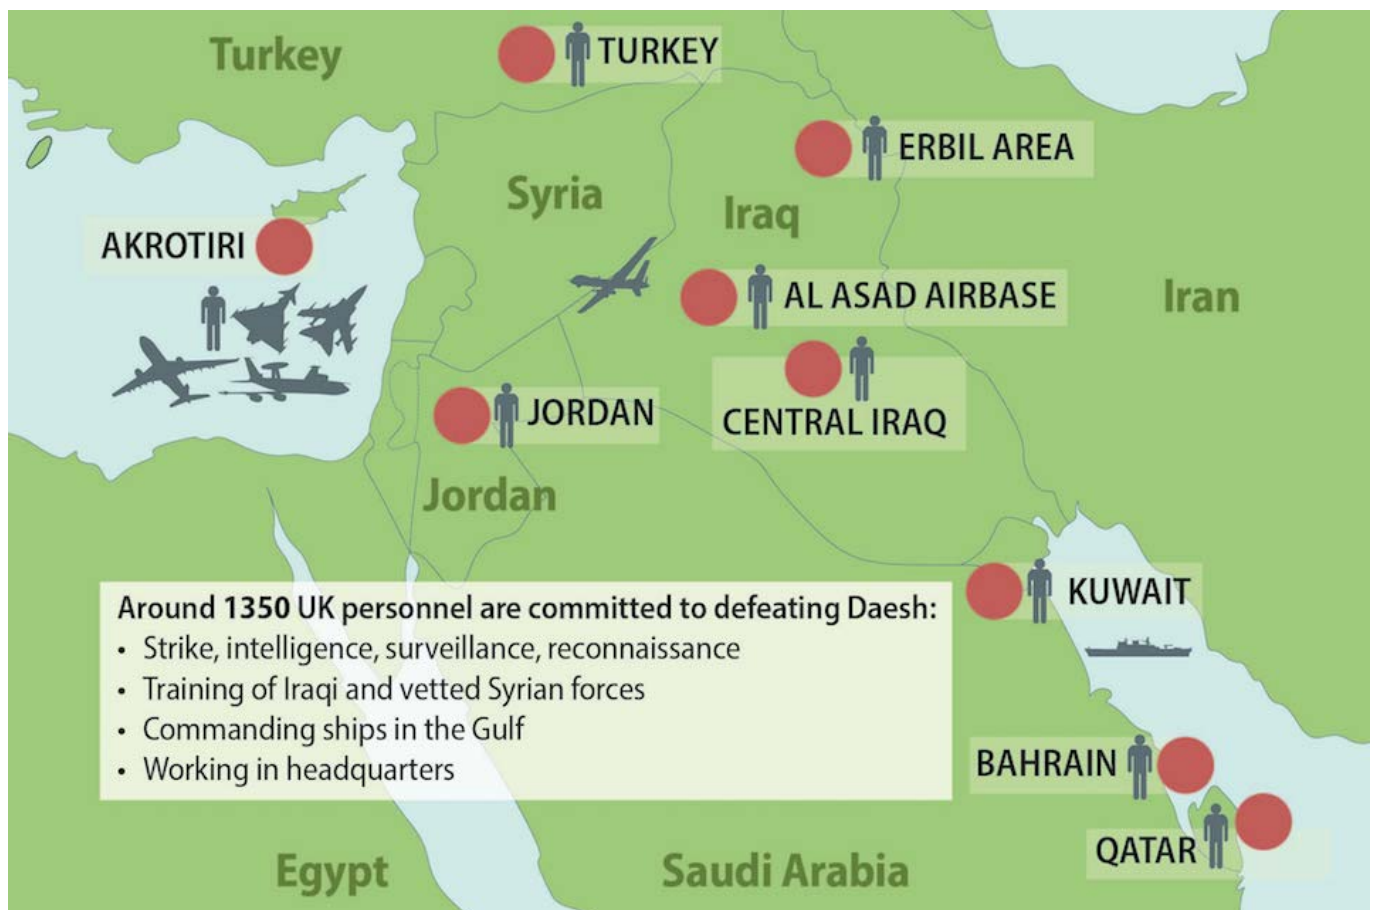 Turkey
TURKEY
ERBIL AREA
Syria
Iraq
AKROTIRI
AL ASAD AIRBASE
Iran
JORDAN
CENTRAL IRAQ
Jordan
KUWAIT
Around 1350 UK personnel are committed to defeating Daesh:
• Strike, intelligence, surveillance, reconnaissance
• Training of Iraqi and vetted Syrian forces
• Commanding ships in the Gulf
• Working in headquarters
BAHRAIN
QATAR
Egypt
Saudi Arabia